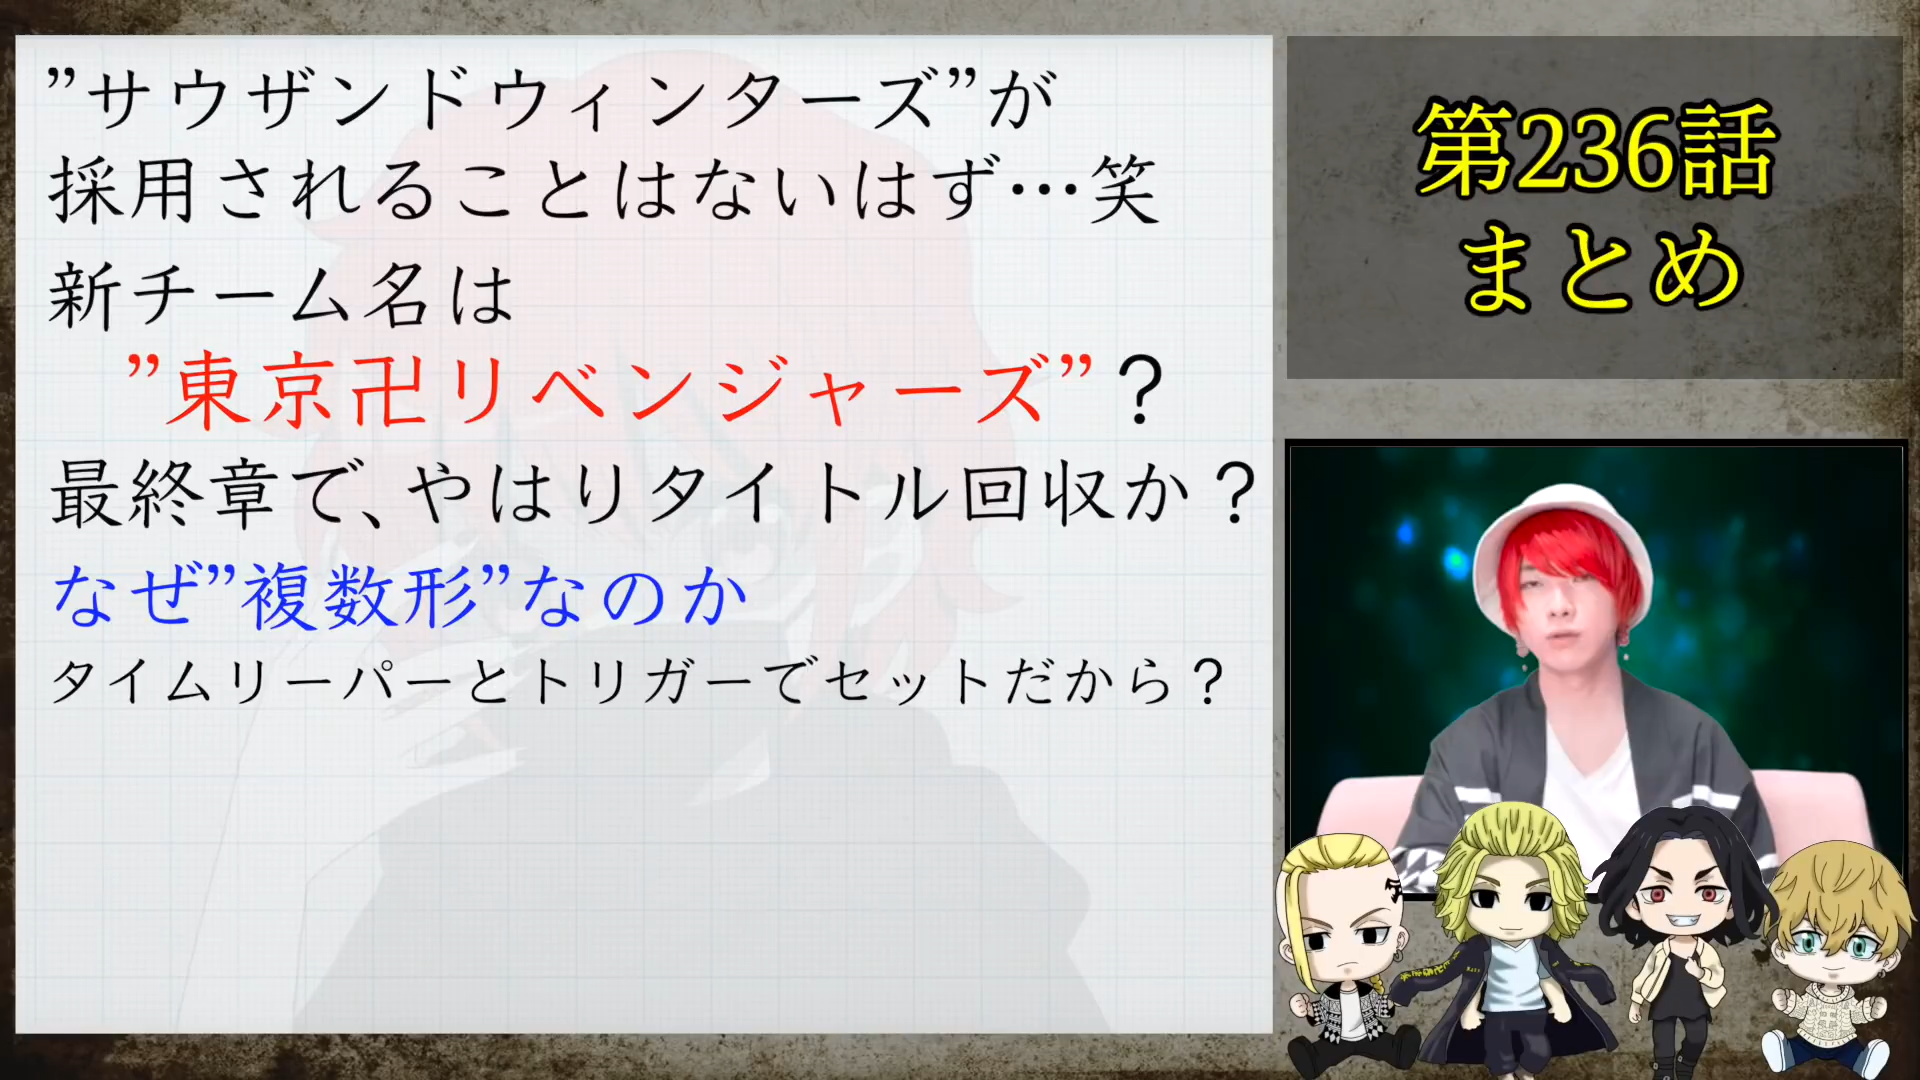 ”サウザンドウィンターズ”が
採用されることはないはず…笑
新チーム名は
”東京卍リベンジャーズ”？
最終章で、やはりタイトル回収か？
なぜ”複数形”なのか
タイムリーパーとトリガーでセットだから？
第236話
まとめ